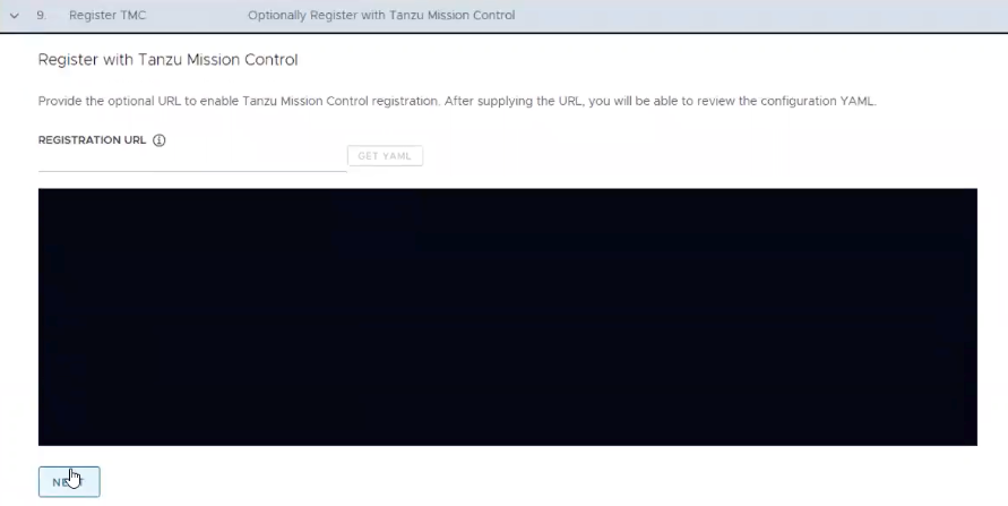 9. Register TMC Optionally Register with Tanzu Mission Control
Register with Tanzu Mission Control
Provide the optional URL to enable Tanzu Mission Control registration. After supplying the URL, you will be able to review the configuration YAML.
REGISTRATION URL
GET YAML
NEXT